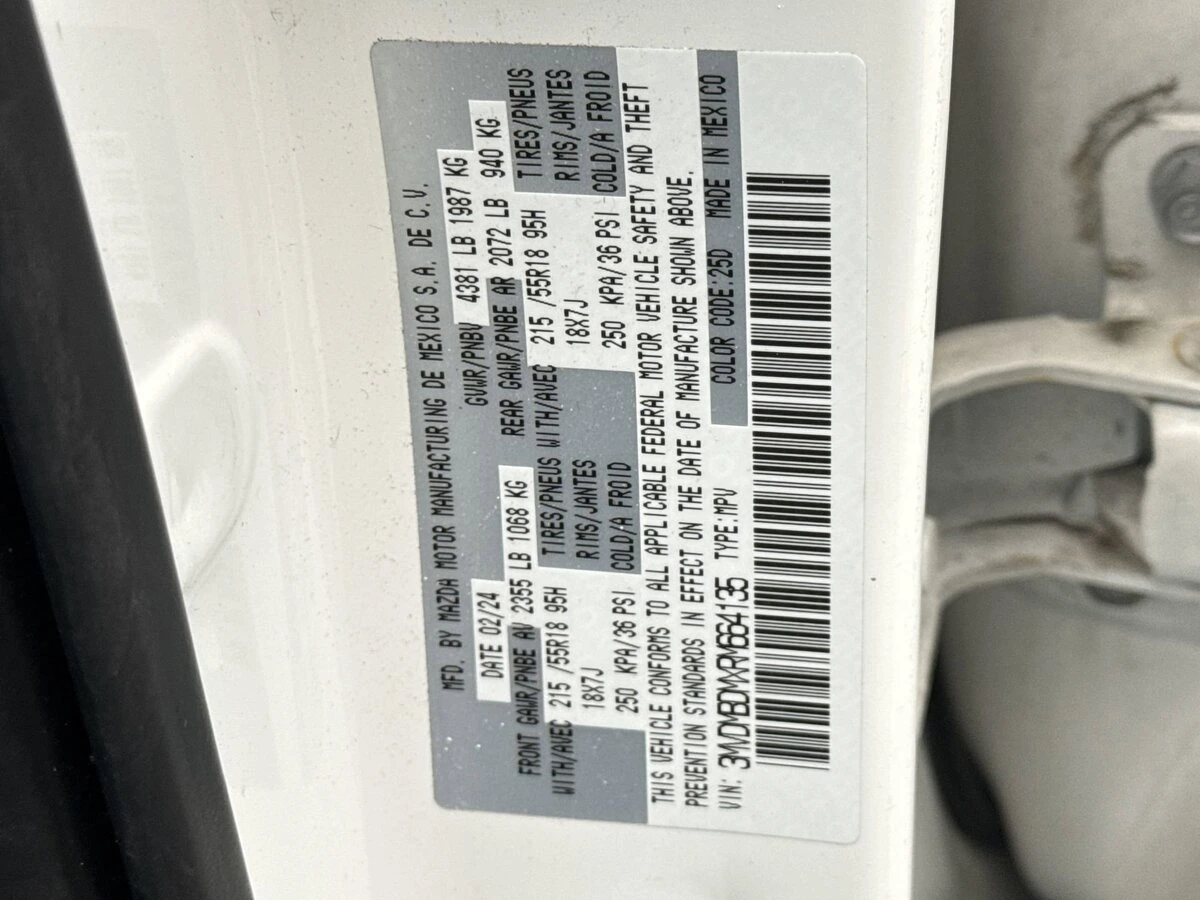 MFD. BY MAZDA MOTOR MANUFACTURING DE MEXICO S.A. DE C.V.
DATE 02/24 GVWR/PNBV 4381 LB 1987 KG
FRONT GAWR/PNBE AV 2355 LB 1068 KG REAR GAWR/PNBE AR 2072 LB 940 KG
WITH/AVEC 215 /55R18 95H TIRES/PNEUS WITH/AVEC 215 /55R18 95H TIRES/PNEUS
18X7J RIMS/JANTES 18X7J RIMS/JANTES
250 KPA/36 PSI COLD/A FROID 250 KPA/36 PSI COLD/A FROID
THIS VEHICLE CONFORMS TO ALL APPLICABLE FEDERAL MOTOR VEHICLE SAFETY AND THEFT
PREVENTION STANDARDS IN EFFECT ON THE DATE OF MANUFACTURE SHOWN ABOVE.
VIN: 3MVDMBDMXRM664135 TYPE:MPV COLOR CODE:25D MADE IN MEXICO